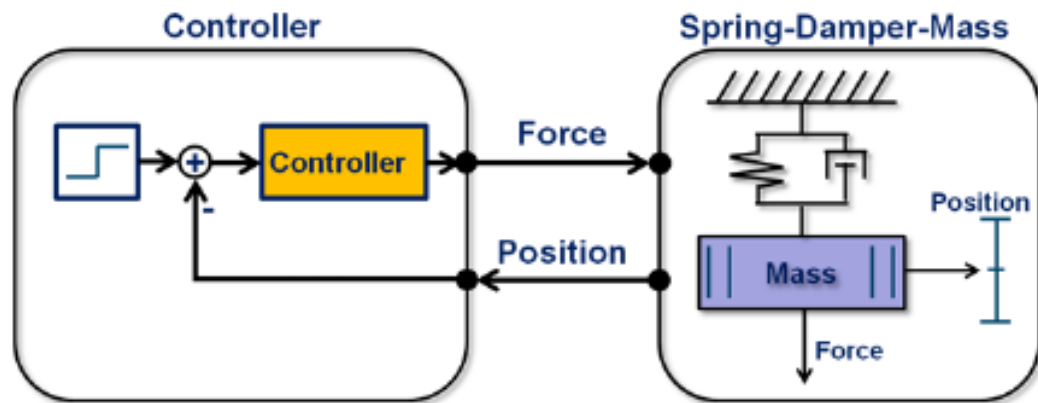 Controller
Spring-Damper-Mass
+
Controller
-
Force
Position
Position
Mass
Force